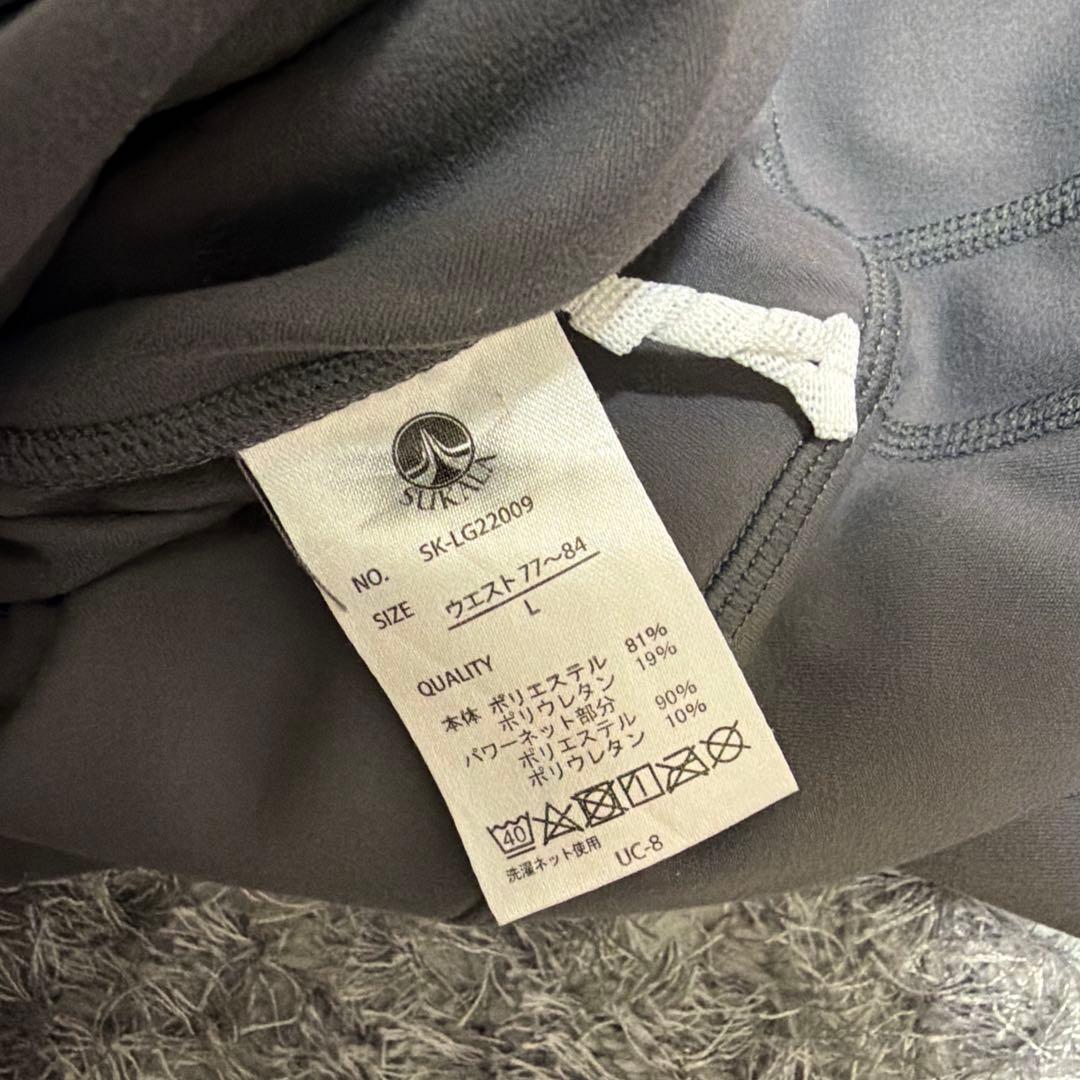 SUKALA
NO. SK-LG22009
SIZE ウエスト 77～84
L
QUALITY
本体 ポリエステル 81%
ポリウレタン 19%
パワーネット部分
ポリエステル 90%
ポリウレタン 10%
40
洗濯ネット使用
UC-8